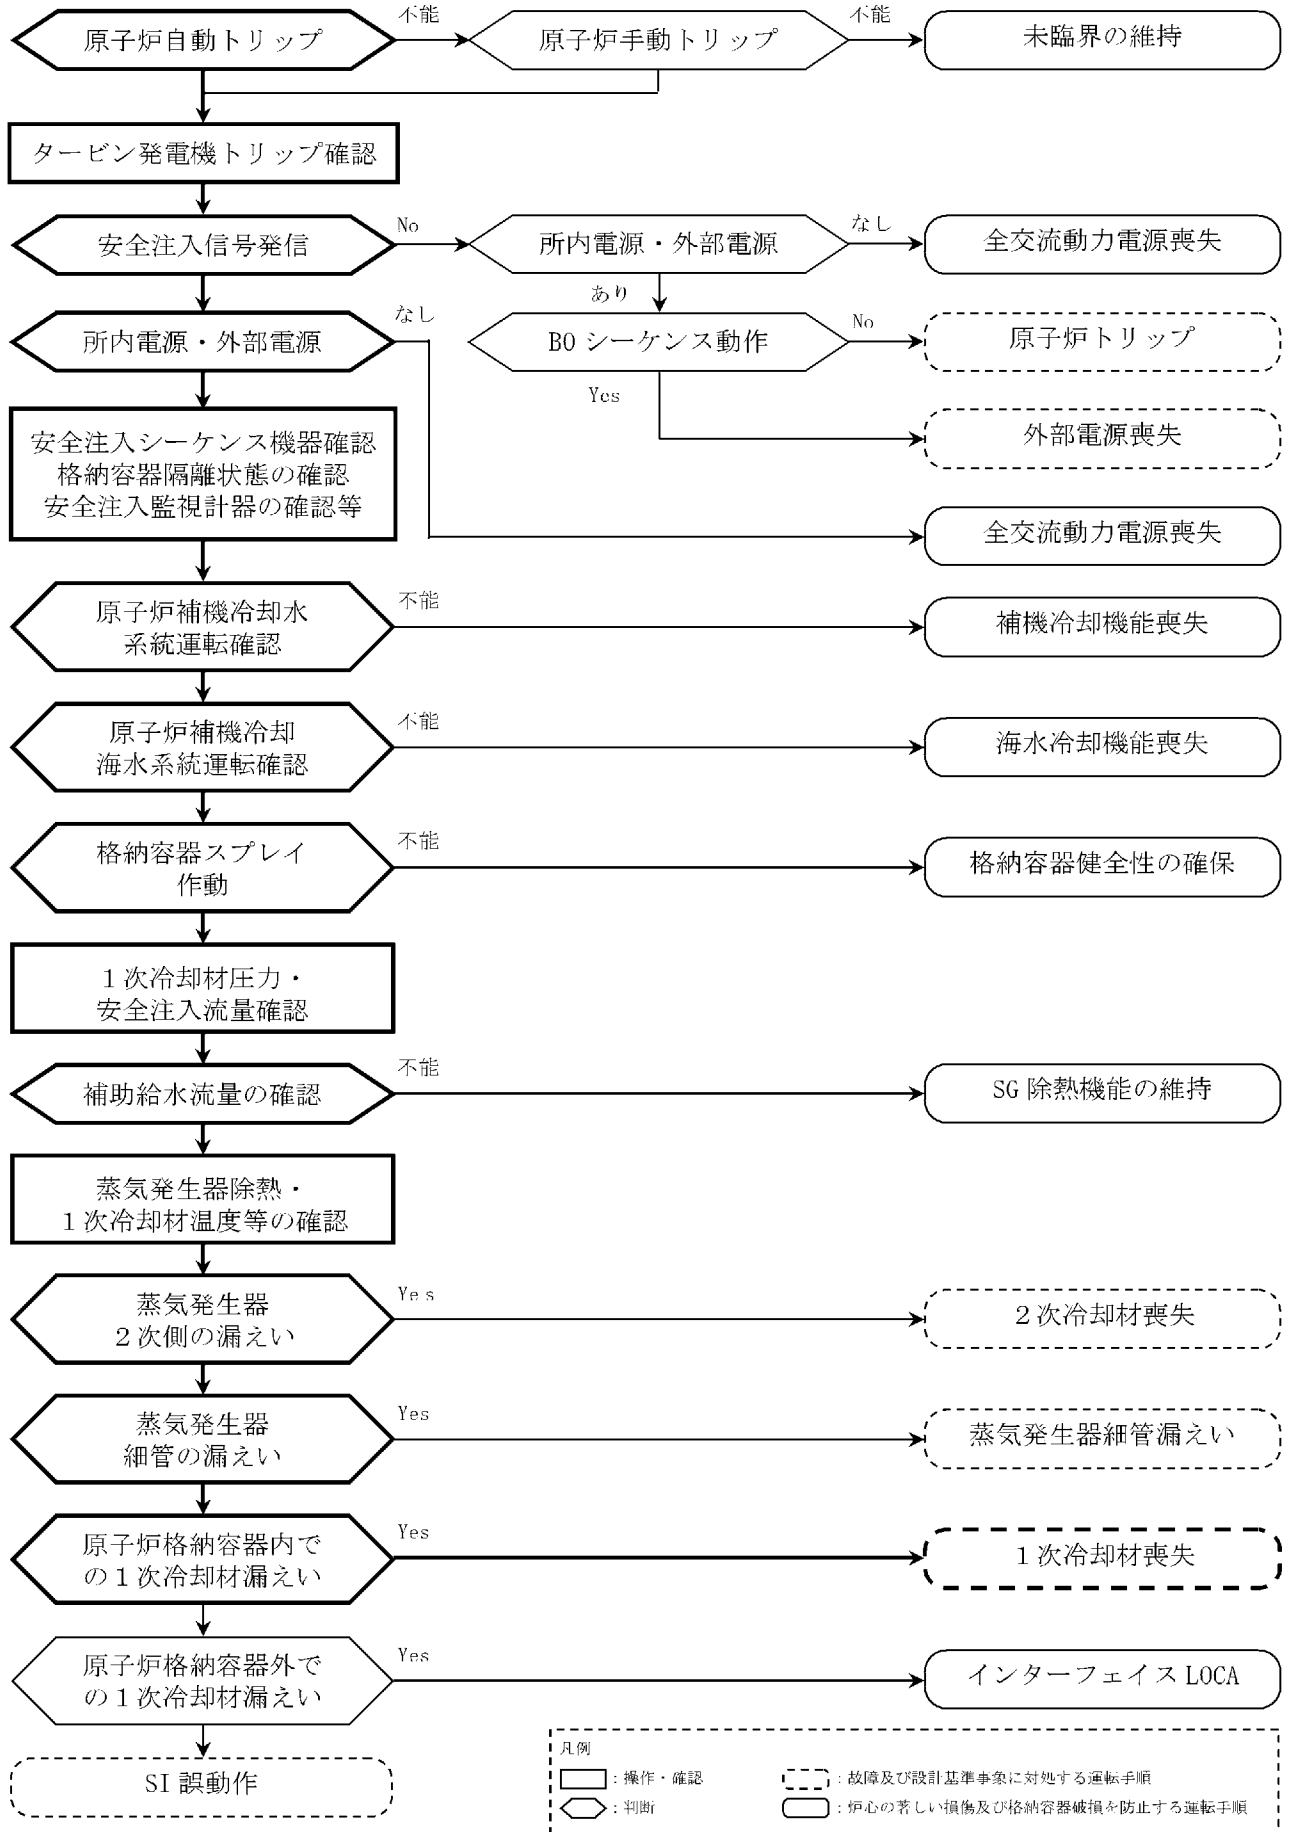 原子炉自動トリップ
不能
原子炉手動トリップ
不能
未臨界の維持
タービン発電機トリップ確認
安全注入信号発信
No
所内電源・外部電源
なし
全交流動力電源喪失
あり
所内電源・外部電源
なし
BO シーケンス動作
No
原子炉トリップ
Yes
外部電源喪失
安全注入シーケンス機器確認
格納容器隔離状態の確認
安全注入監視計器の確認等
全交流動力電源喪失
原子炉補機冷却水
系統運転確認
不能
補機冷却機能喪失
原子炉補機冷却
海水系統運転確認
不能
海水冷却機能喪失
格納容器スプレイ
作動
不能
格納容器健全性の確保
1次冷却材圧力・
安全注入流量確認
補助給水流量の確認
不能
SG 除熱機能の維持
蒸気発生器除熱・
1次冷却材温度等の確認
蒸気発生器
2次側の漏えい
Yes
2次冷却材喪失
蒸気発生器
細管の漏えい
Yes
蒸気発生器細管漏えい
原子炉格納容器内で
の1次冷却材漏えい
Yes
1次冷却材喪失
原子炉格納容器外で
の1次冷却材漏えい
Yes
インターフェイス LOCA
SI 誤動作
凡例
：操作・確認
：故障及び設計基準事象に対処する運転手順
：判断
：炉心の著しい損傷及び格納容器破損を防止する運転手順